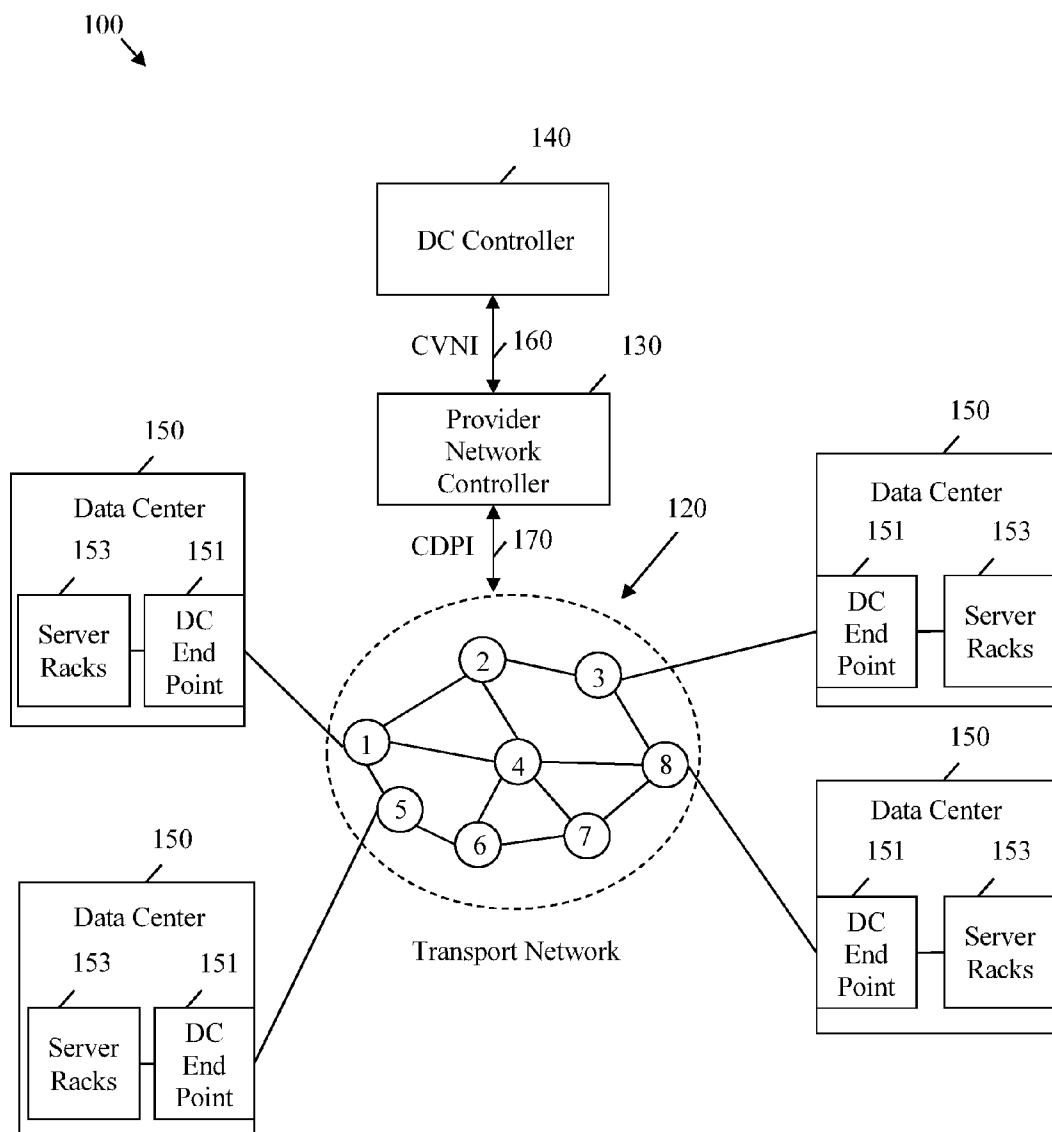 100
140
DC Controller
CVNI
160
130
Provider
Network
Controller
CDPI
170
120
150
Data Center
153
151
Server
Racks
DC
End
Point
150
Data Center
151
153
DC
End
Point
Server
Racks
1
2
3
4
5
6
7
8
Transport Network
150
Data Center
153
151
Server
Racks
DC
End
Point
150
Data Center
151
153
DC
End
Point
Server
Racks